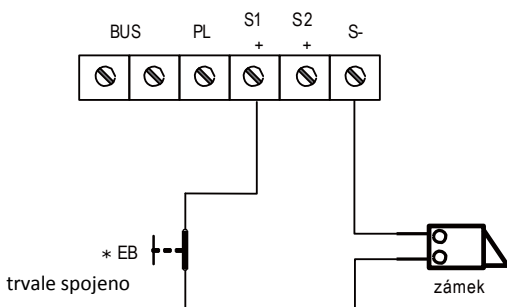 BUS PL S1 S2 S-
+ +
* EB
trvale spojeno
zámek